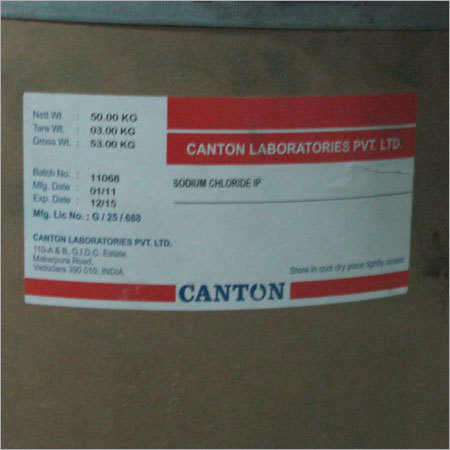 Nett Wt. : 50.00 KG
Tare Wt. : 03.00 KG
Gross Wt. : 53.00 KG
CANTON LABORATORIES PVT. LTD.
Batch No. : 11068
Mfg. Date : 01/11
Exp. Date : 12/15
Mfg. Lic No. : G / 25 / 688
SODIUM CHLORIDE IP
CANTON LABORATORIES PVT. LTD.
110-A & B, G.I.D.C. Estate
Makarpura Road,
Vadodara 390 010, INDIA
Store in cool dry place tightly closed
CANTON